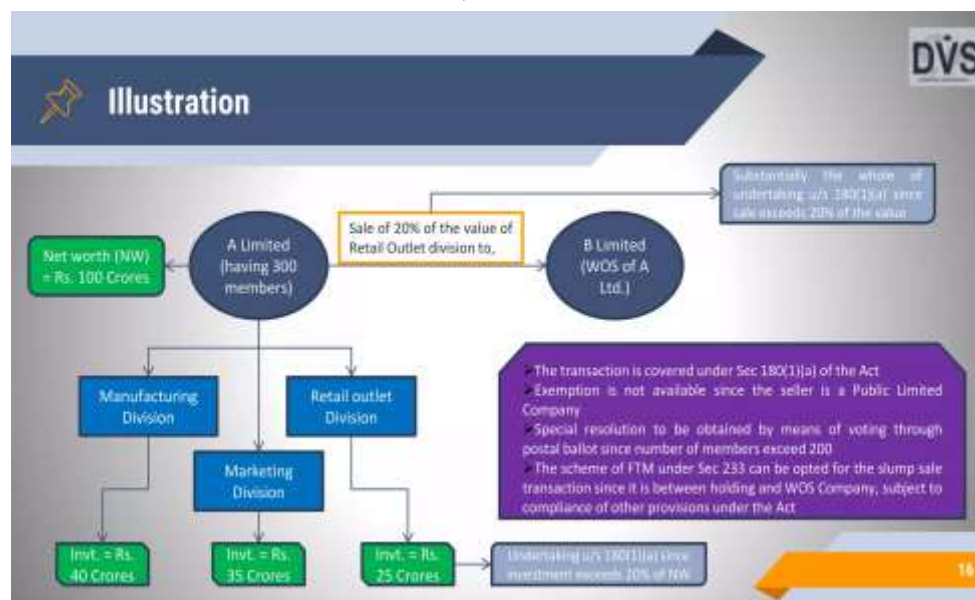 DVS
Illustration
Substantially the whole of
undertaking u/s 180(1)(a) since
sale exceeds 20% of the value
Sale of 20% of the value of
Retail Outlet division to,
Net worth (NW)
= Rs. 100 Crores
A Limited
(having 300
members)
B Limited
(WOS of A
Ltd.)
Manufacturing
Division
Retail outlet
Division
Marketing
Division
The transaction is covered under Sec 180(1)(a) of the Act
Exemption is not available since the seller is a Public Limited
Company
Special resolution to be obtained by means of voting through
postal ballot since number of members exceed 200
The scheme of FTM under Sec 233 can be opted for the slump sale
transaction since it is between holding and WOS Company, subject to
compliance of other provisions under the Act
Invt. = Rs.
40 Crores
Invt. = Rs.
35 Crores
Invt. = Rs.
25 Crores
Undertaking u/s 180(1)(a) since
investment exceeds 20% of NW
16